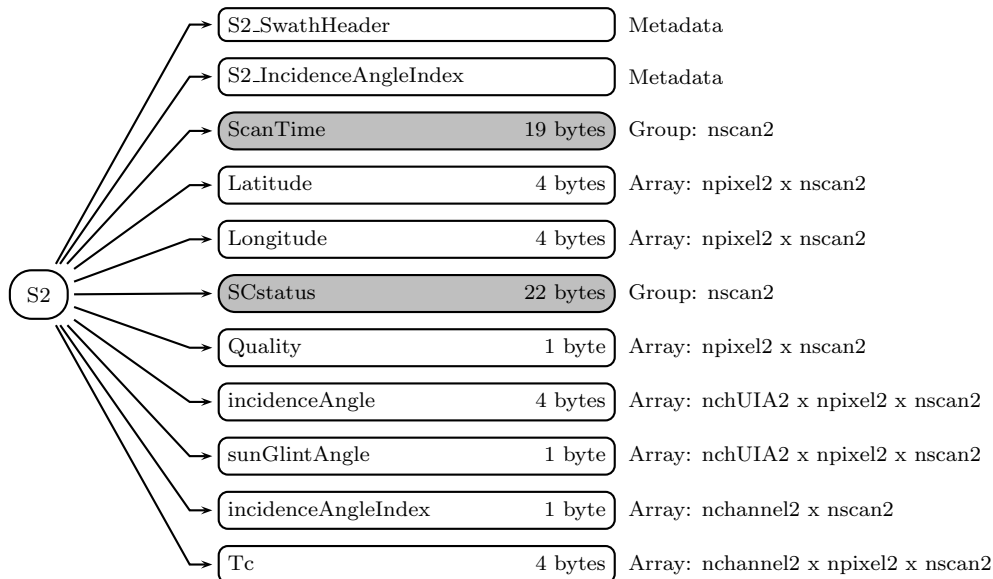 S2_SwathHeader Metadata
S2_IncidenceAngleIndex Metadata
ScanTime 19 bytes Group: nscan2
Latitude 4 bytes Array: npixel2 x nscan2
Longitude 4 bytes Array: npixel2 x nscan2
S2
SCstatus 22 bytes Group: nscan2
Quality 1 byte Array: npixel2 x nscan2
incidenceAngle 4 bytes Array: nchUIA2 x npixel2 x nscan2
sunGlintAngle 1 byte Array: nchUIA2 x npixel2 x nscan2
incidenceAngleIndex 1 byte Array: nchannel2 x nscan2
Tc 4 bytes Array: nchannel2 x npixel2 x nscan2